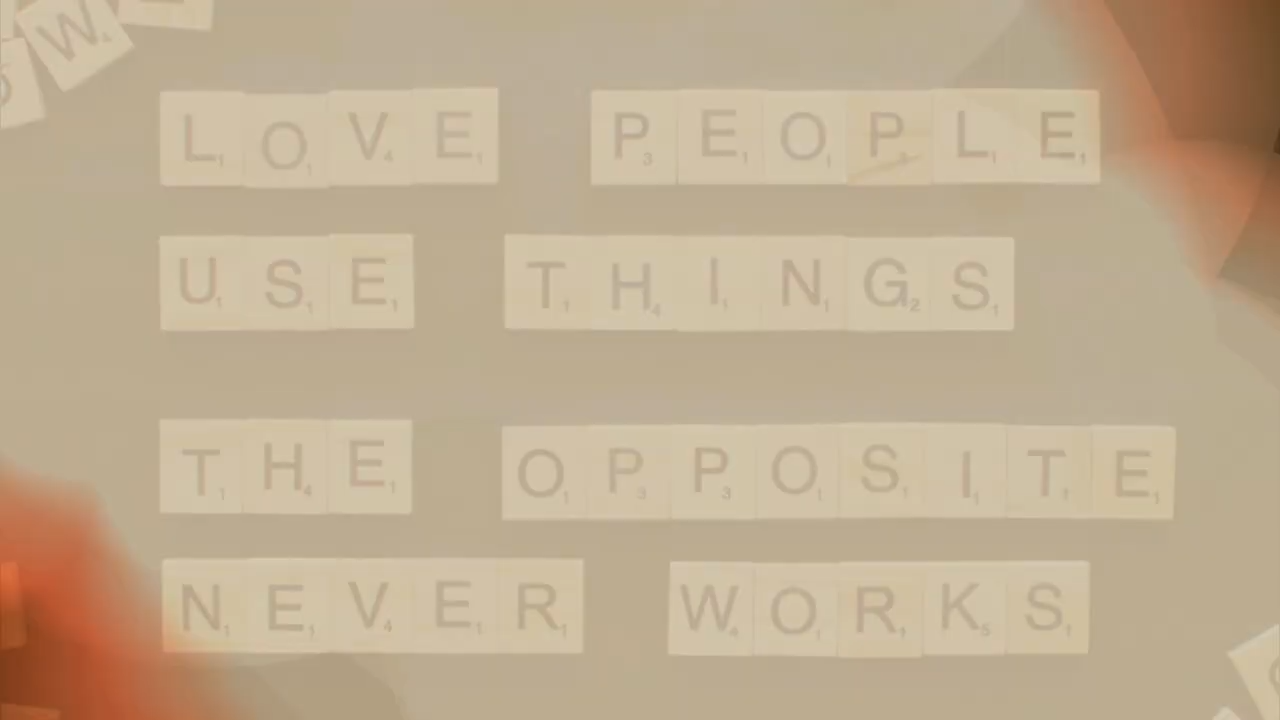 LOVE PEOPLE
USE THINGS
THE OPPOSITE
NEVER WORKS